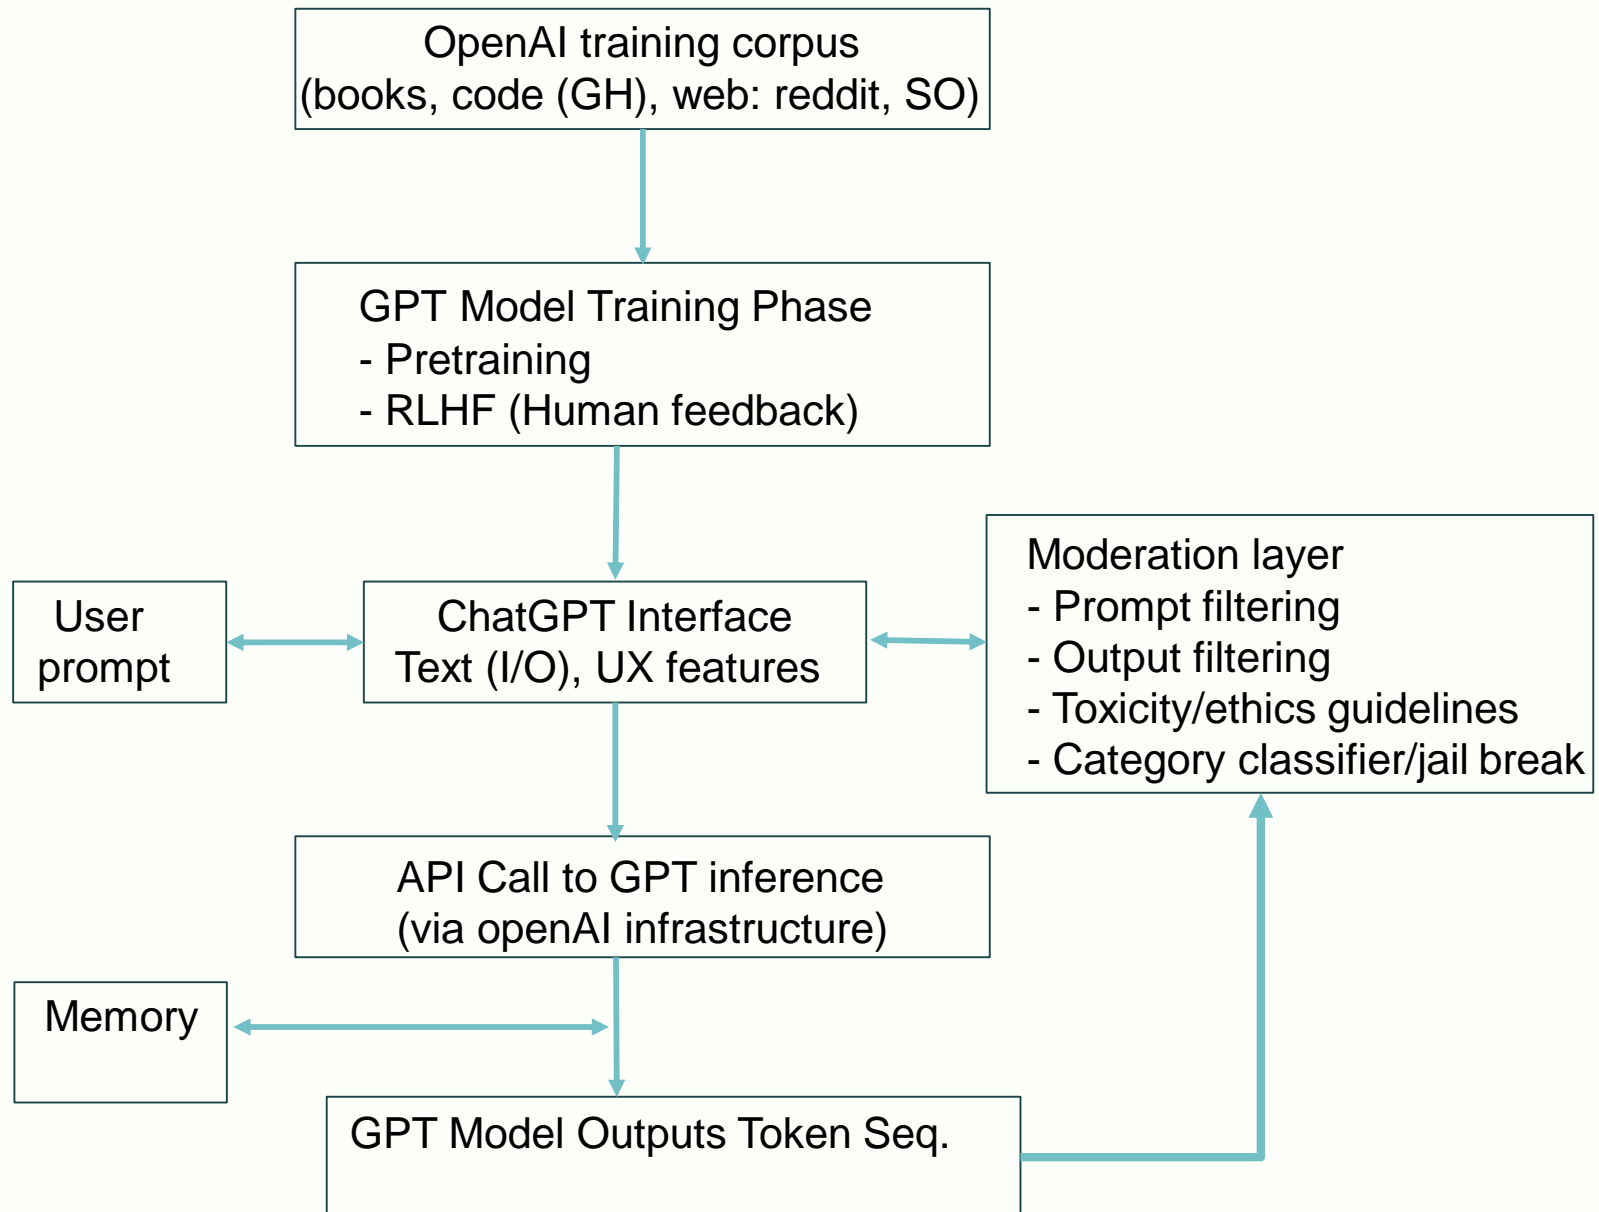 OpenAI training corpus
(books, code (GH), web: reddit, SO)
GPT Model Training Phase
- Pretraining
- RLHF (Human feedback)
User
prompt
ChatGPT Interface
Text (I/O), UX features
Moderation layer
- Prompt filtering
- Output filtering
- Toxicity/ethics guidelines
- Category classifier/jail break
API Call to GPT inference
(via openAI infrastructure)
Memory
GPT Model Outputs Token Seq.